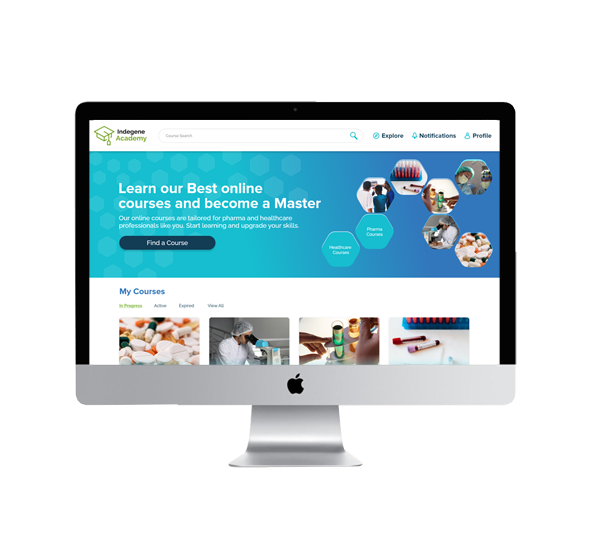 Indegene
Academy
Course Search
Explore
Notifications
Profile
Learn our Best online
courses and become a Master
Our online courses are tailored for pharma and healthcare
professionals like you. Start learning and upgrade your skills.
Find a Course
Pharma
Courses
Healthcare
Courses
My Courses
In Progress
Active
Expired
View All